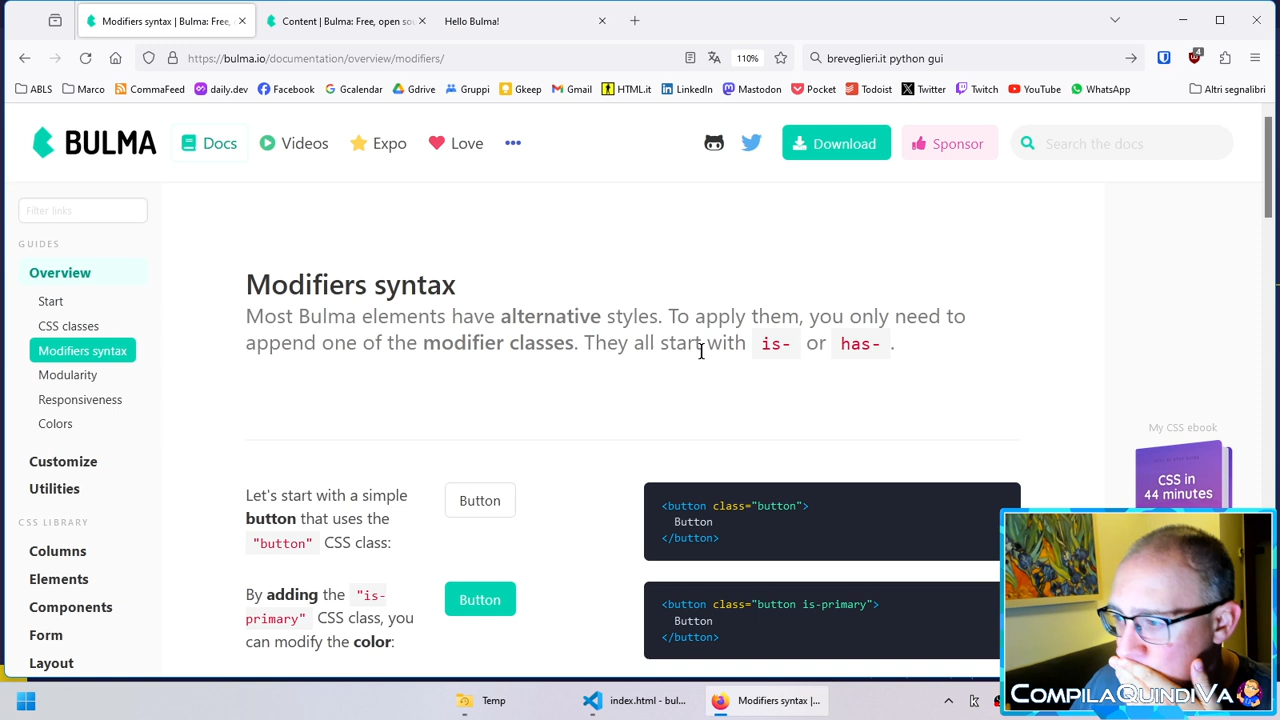 Modifiers syntax | Bulma: Free, o
Content | Bulma: Free, open sou
Hello Bulma!
https://bulma.io/documentation/overview/modifiers/
110%
breveglieri.it python gui
4
ABLS
Marco
CommaFeed
daily.dev
Facebook
Gcalendar
Gdrive
Gruppi
Gkeep
Gmail
HTML.it
LinkedIn
Mastodon
Pocket
Todoist
Twitter
Twitch
YouTube
WhatsApp
Altri segnalibri
BULMA
Docs
Videos
Expo
Love
Download
Sponsor
Search the docs
Filter links
GUIDES
Overview
Start
CSS classes
Modifiers syntax
Modularity
Responsiveness
Colors
Customize
Utilities
CSS LIBRARY
Columns
Elements
Components
Form
Layout
Modifiers syntax
Most Bulma elements have alternative styles. To apply them, you only need to
append one of the modifier classes. They all start with is- or has- .
Let's start with a simple
button that uses the
"button" CSS class:
Button
<button class="button">
Button
</button>
By adding the "is-
primary" CSS class, you
can modify the color:
Button
<button class="button is-primary">
Button
</button>
My CSS ebook
CSS in
44 minutes
COMPILAQUINDIVA
Temp
index.html - bul...
Modifiers syntax |...